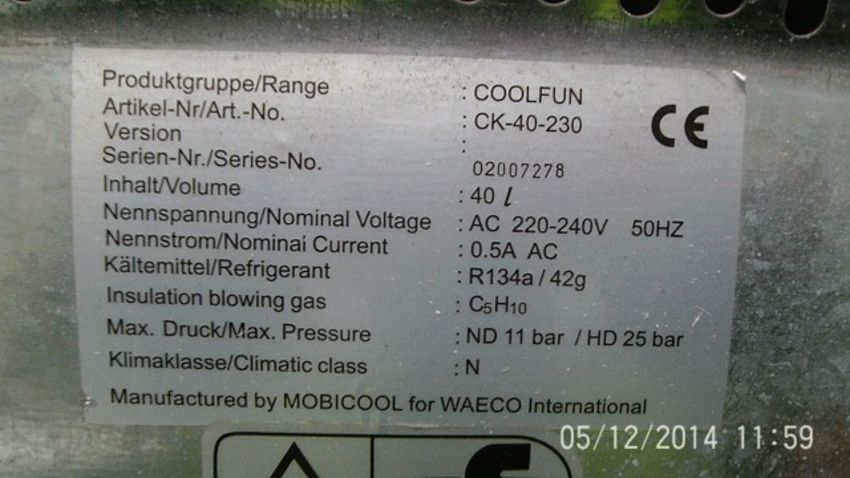 Produktgruppe/Range : COOLFUN
Artikel-Nr/Art.-No. : CK-40-230
Version :
Serien-Nr./Series-No. 02007278
Inhalt/Volume : 40 l
Nennspannung/Nominal Voltage : AC 220-240V 50HZ
Nennstrom/Nominal Current : 0.5A AC
Kältemittel/Refrigerant : R134a / 42g
Insulation blowing gas : C₅H₁₀
Max. Druck/Max. Pressure : ND 11 bar / HD 25 bar
Klimaklasse/Climatic class : N
Manufactured by MOBICOOL for WAECO International
CE
05/12/2014 11:59